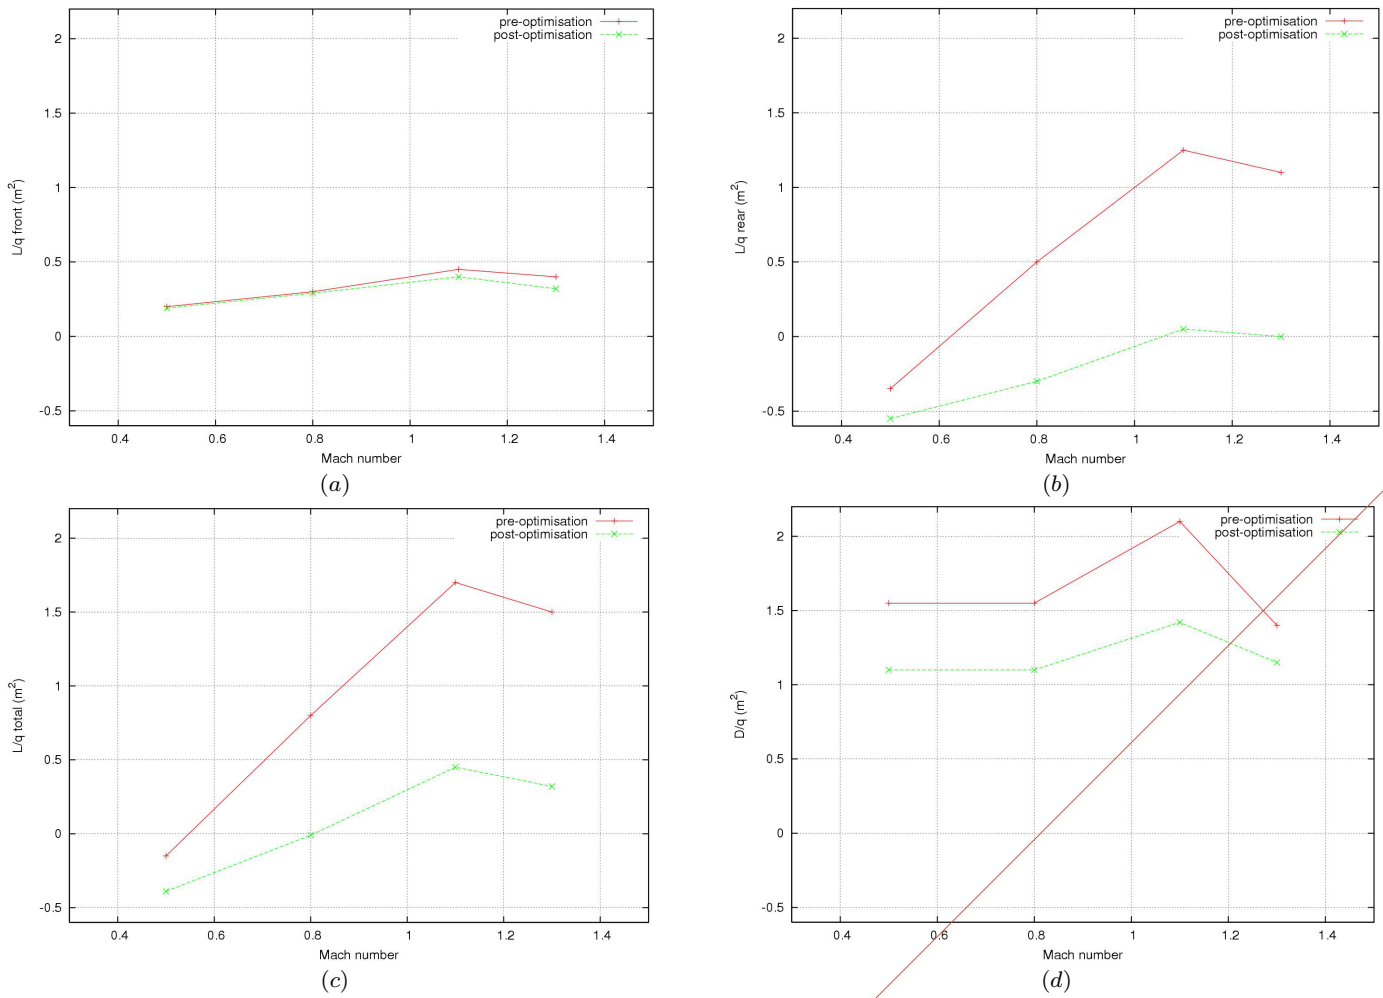 pre-optimisation
post-optimisation
2
1.5
1
0.5
0
-0.5
L/q front (m²)
0.4 0.6 0.8 1 1.2 1.4
Mach number
(a)
pre-optimisation
post-optimisation
2
1.5
1
0.5
0
-0.5
L/q rear (m²)
0.4 0.6 0.8 1 1.2 1.4
Mach number
(b)
pre-optimisation
post-optimisation
2
1.5
1
0.5
0
-0.5
L/q total (m²)
0.4 0.6 0.8 1 1.2 1.4
Mach number
(c)
pre-optimisation
post-optimisation
2
1.5
1
0.5
0
-0.5
D/q (m²)
0.4 0.6 0.8 1 1.2 1.4
Mach number
(d)